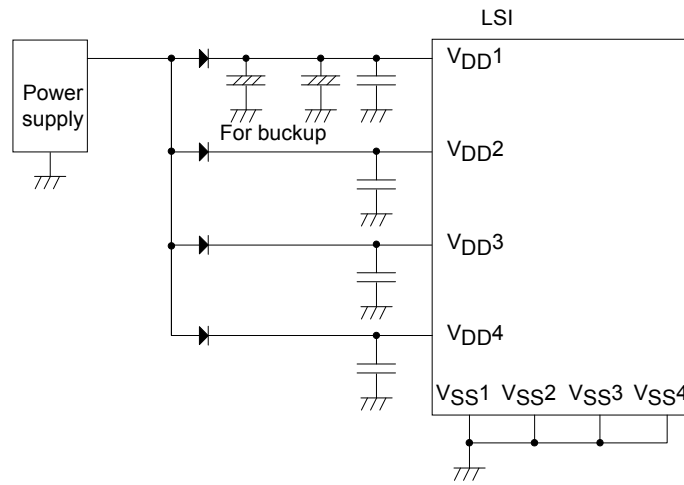 LSI
Power
supply
VDD1
For buckup
VDD2
VDD3
VDD4
VSS1 VSS2 VSS3 VSS4